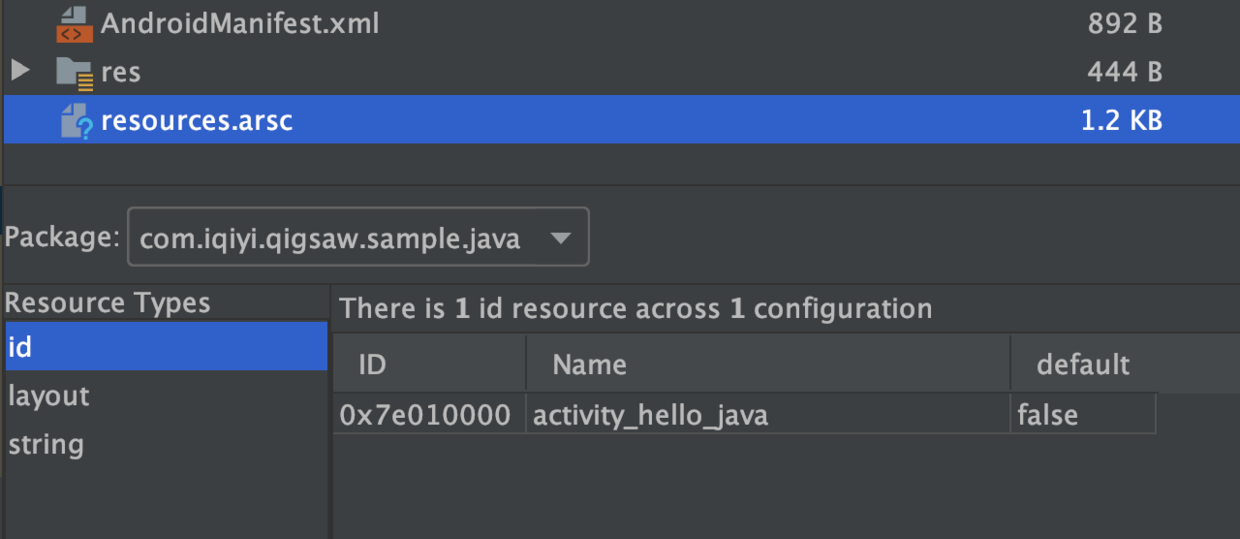 AndroidManifest.xml 892 B
res 444 B
resources.arsc 1.2 KB
Package: com.iqiyi.qigsaw.sample.java
Resource Types
There is 1 id resource across 1 configuration
id
ID Name default
layout
0x7e010000 activity_hello_java false
string